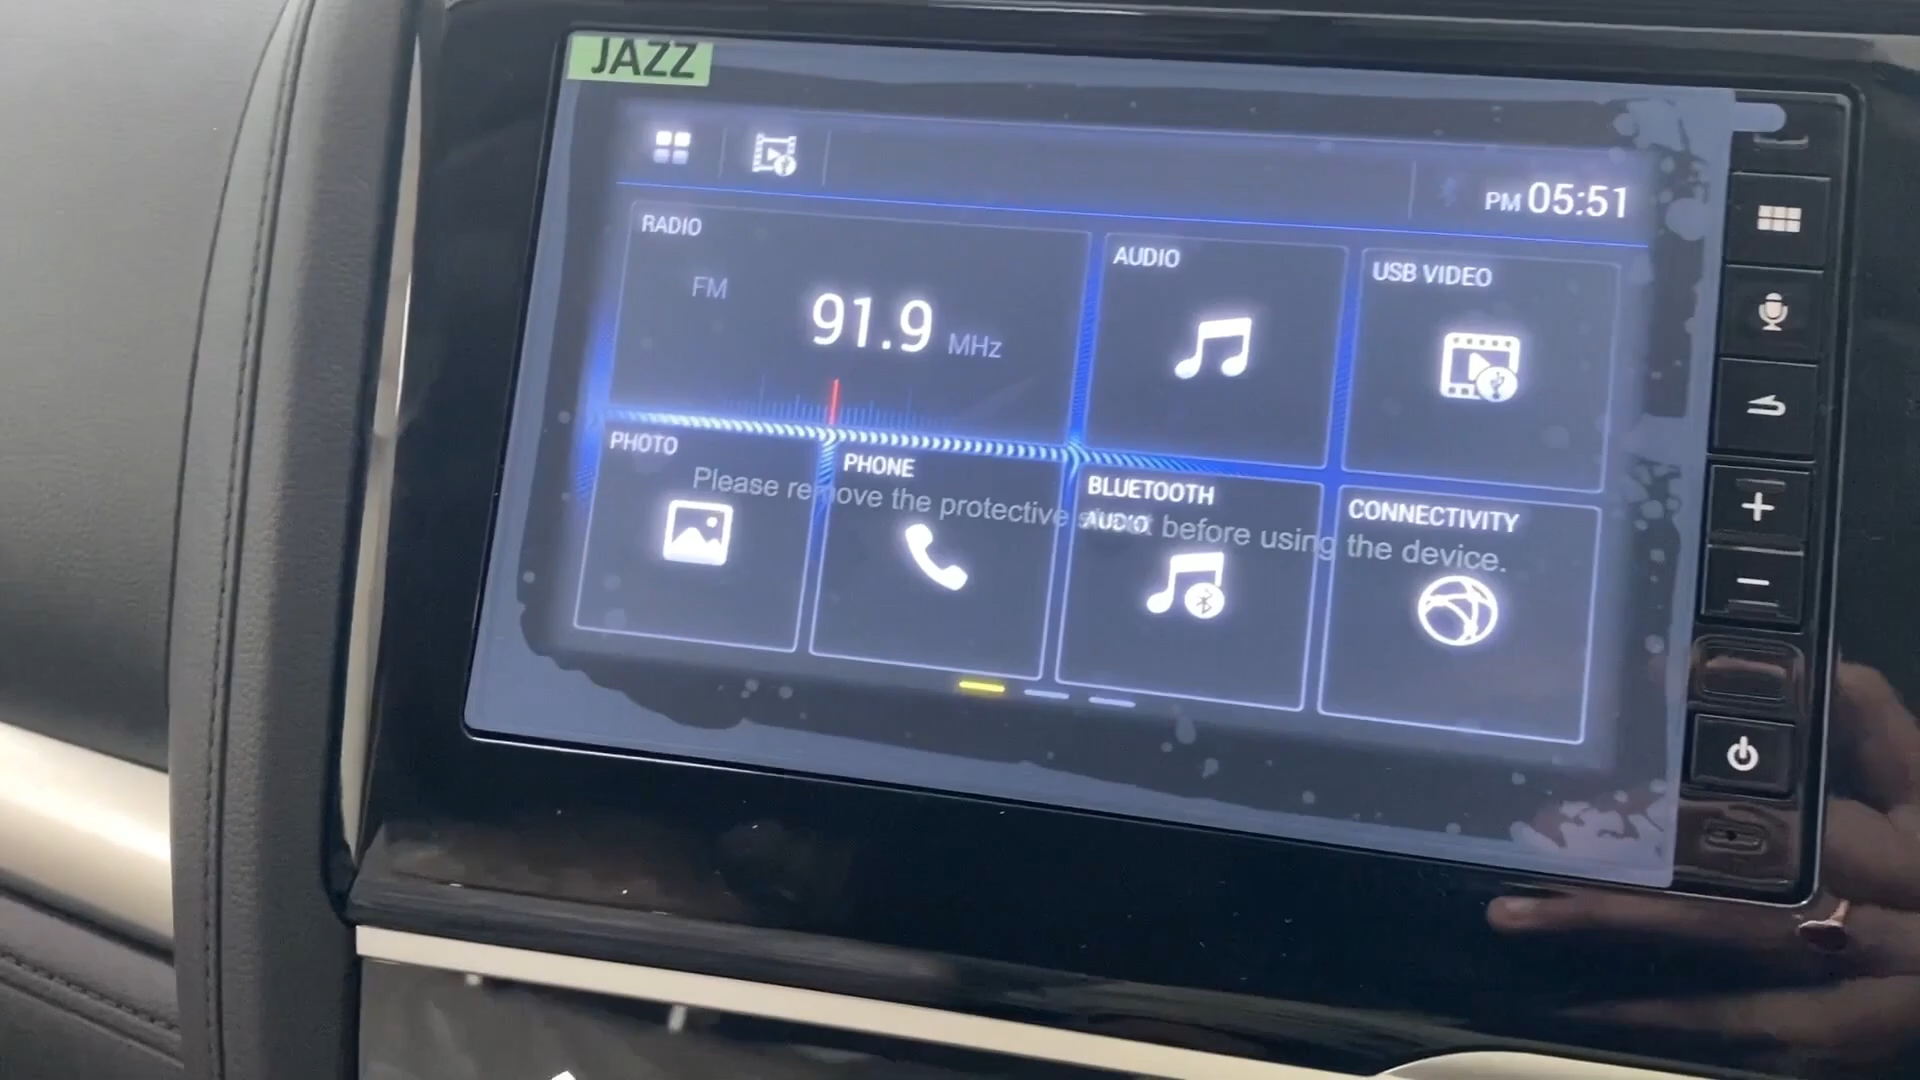 JAZZ
PM 05:51
RADIO
FM
91.9 MHz
AUDIO
USB VIDEO
PHOTO
PHONE
BLUETOOTH
AUDIO
CONNECTIVITY
Please remove the protective sheet before using the device.